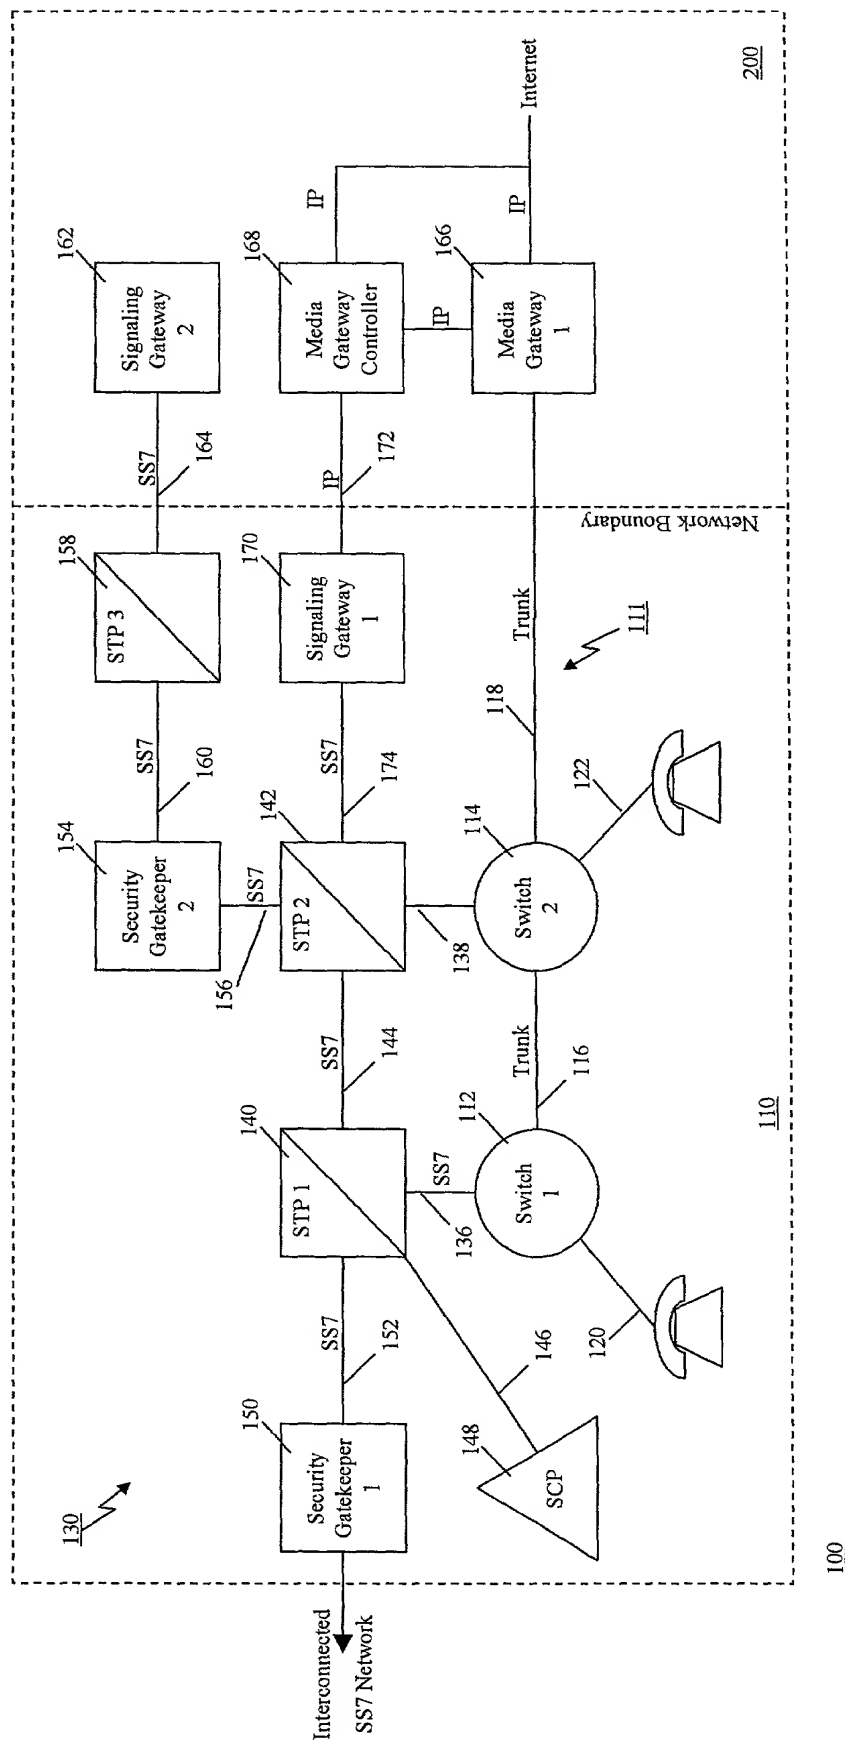 130
Interconnected
SS7 Network
150
Security
Gatekeeper
1
SS7
152
148
SCP
146
140
STP 1
136
SS7
112
Switch
1
120
SS7
144
Trunk
116
154
Security
Gatekeeper
2
156
SS7
142
STP 2
138
114
Switch
2
122
SS7
160
SS7
174
118
Trunk
111
158
STP 3
170
Signaling
Gateway
1
110
Network Boundary
SS7
164
IP
172
162
Signaling
Gateway
2
168
Media
Gateway
Controller
IP
166
Media
Gateway
1
IP
IP
Internet
200
100